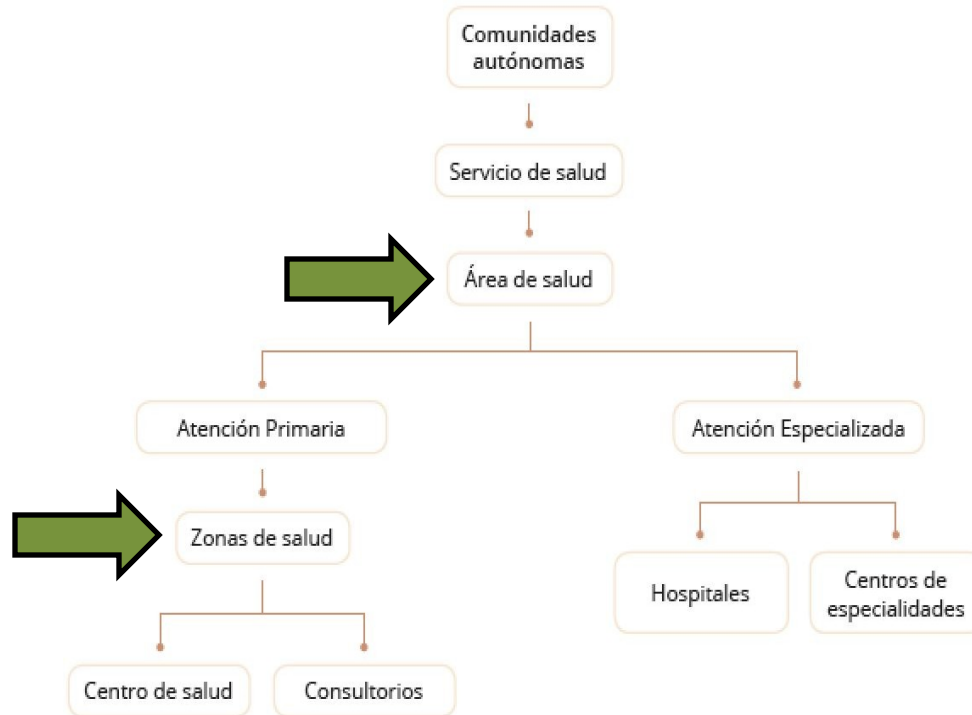 Comunidades
autónomas
Servicio de salud
Área de salud
Atención Primaria
Atención Especializada
Zonas de salud
Hospitales
Centros de
especialidades
Centro de salud
Consultorios